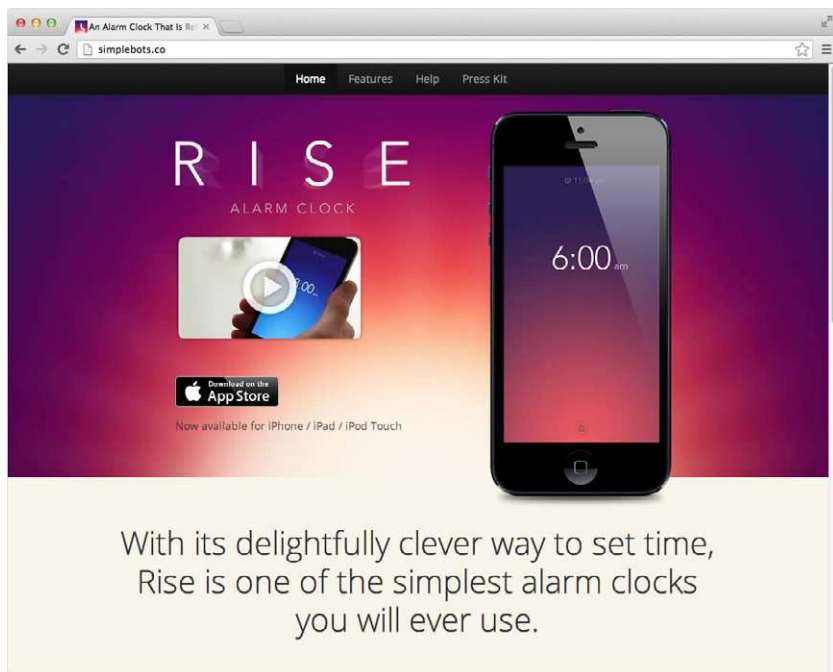 An Alarm Clock That Is Re
simplebots.co
Home Features Help Press Kit
RISE
ALARM CLOCK
6:00 am
Download on the
App Store
Now available for iPhone / iPad / iPod Touch
With its delightfully clever way to set time,
Rise is one of the simplest alarm clocks
you will ever use.